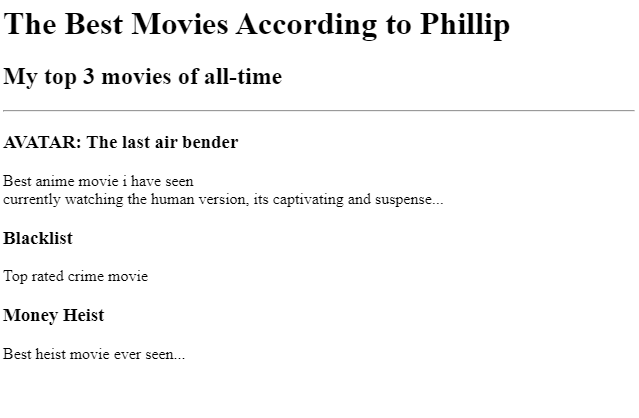 The Best Movies According to Phillip
My top 3 movies of all-time
AVATAR: The last air bender
Best anime movie i have seen
currently watching the human version, its captivating and suspense...
Blacklist
Top rated crime movie
Money Heist
Best heist movie ever seen...